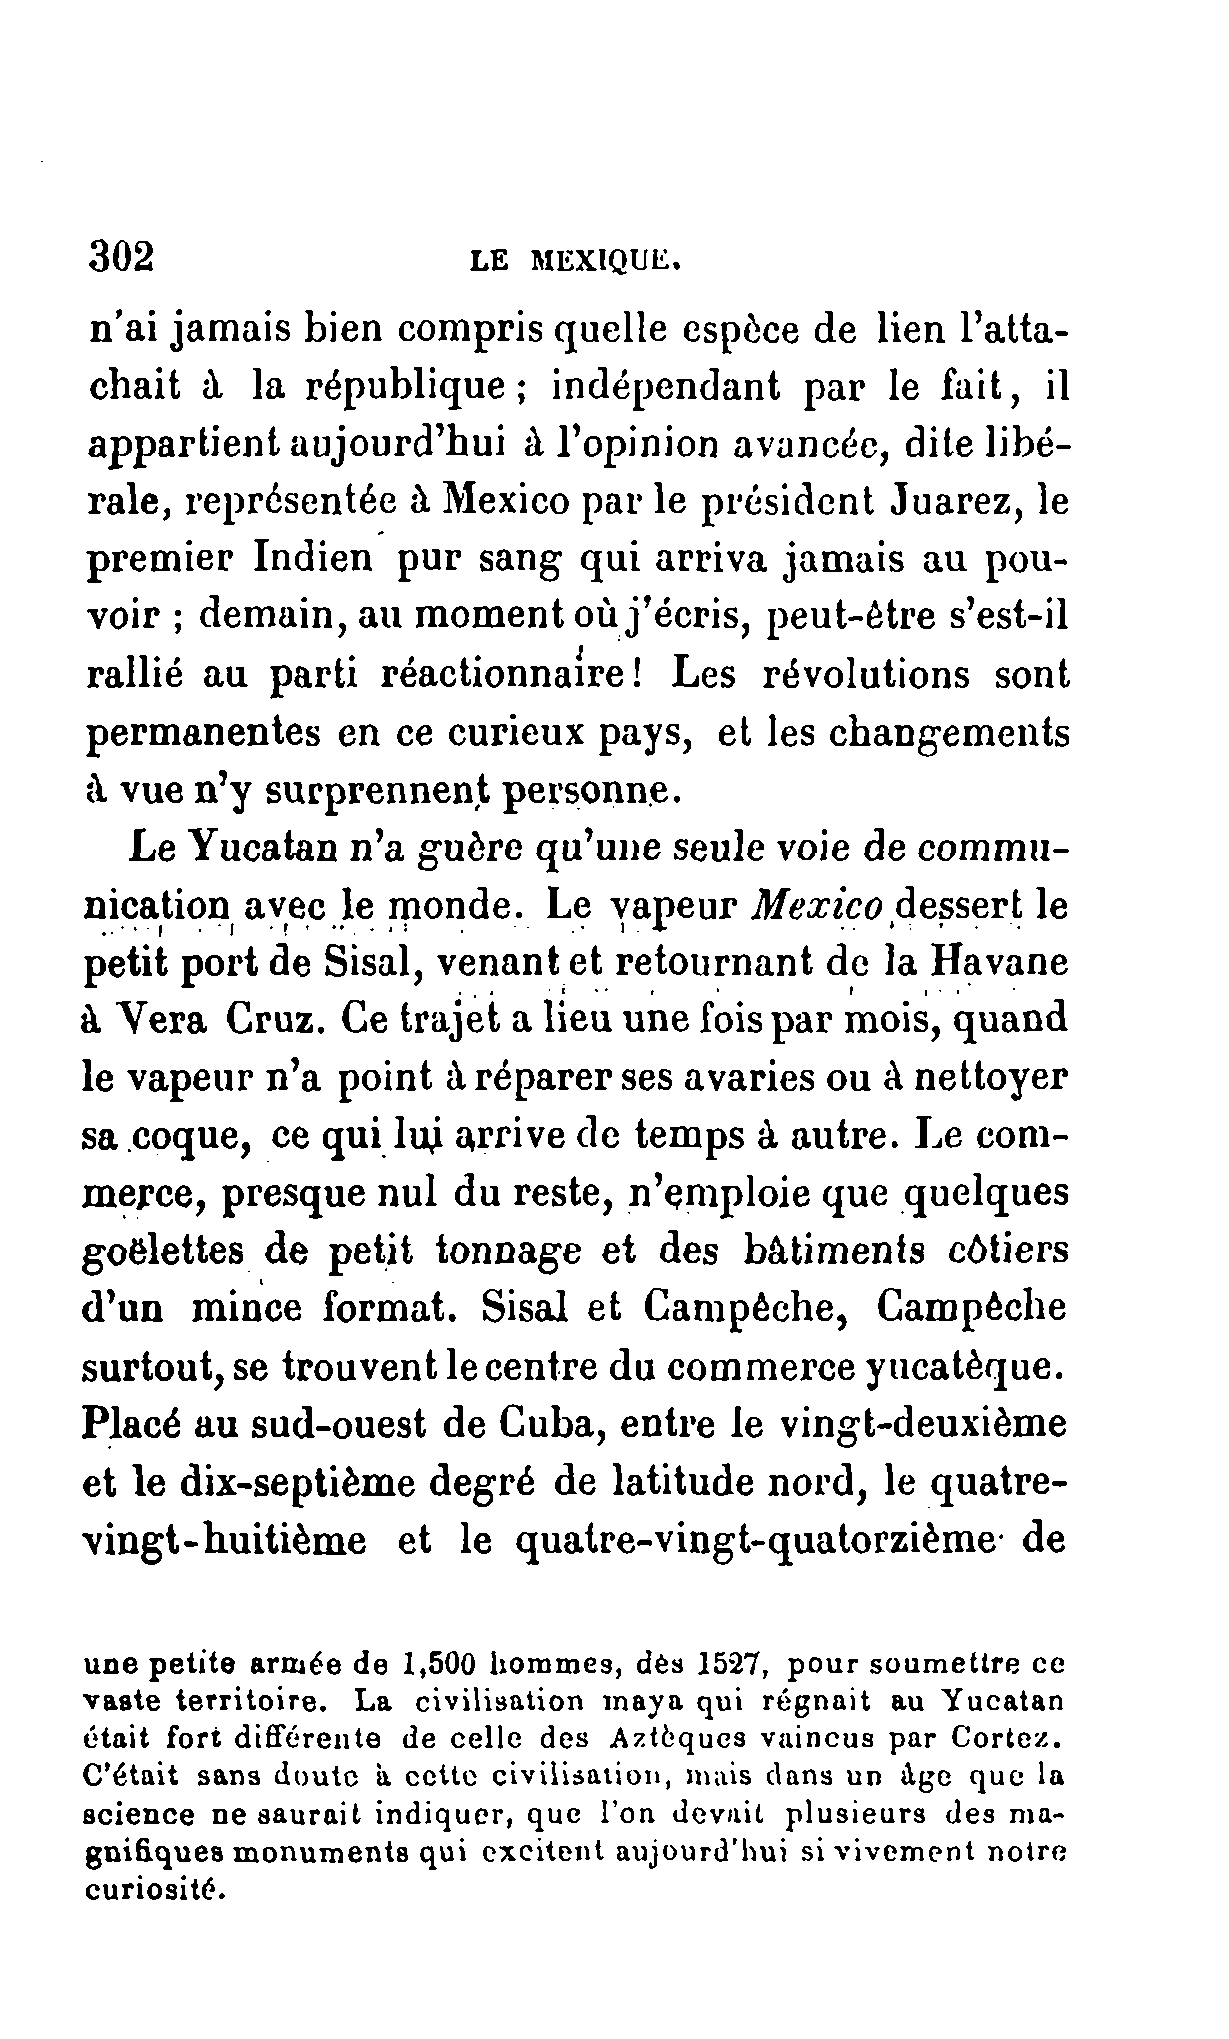 302 LE MEXIQUE.
n'ai jamais bien compris quelle espèce de lien l'atta-
chait à la république ; indépendant par le fait, il
appartient aujourd'hui à l'opinion avancée, dite libé-
rale, représentée à Mexico par le président Juarez, le
premier Indien pur sang qui arriva jamais au pou-
voir ; demain, au moment où j'écris, peut-être s'est-il
rallié au parti réactionnaire! Les révolutions sont
permanentes en ce curieux pays, et les changements
à vue n'y surprennent personne.
Le Yucatan n'a guère qu'une seule voie de commu-
nication avec le monde. Le vapeur Mexico dessert le
petit port de Sisal, venant et retournant de la Havane
à Vera Cruz. Ce trajet a lieu une fois par mois, quand
le vapeur n'a point à réparer ses avaries ou à nettoyer
sa coque, ce qui lui arrive de temps à autre. Le com-
merce, presque nul du reste, n'emploie que quelques
goëlettes de petit tonnage et des bâtiments côtiers
d'un mince format. Sisal et Campêche, Campêche
surtout, se trouvent le centre du commerce yucatèque.
Placé au sud-ouest de Cuba, entre le vingt-deuxième
et le dix-septième degré de latitude nord, le quatre-
vingt-huitième et le quatre-vingt-quatorzième de
une petite armée de 1,500 hommes, dès 1527, pour soumettre ce
vaste territoire. La civilisation maya qui régnait au Yucatan
était fort différente de celle des Aztèques vaincus par Cortez.
C'était sans doute à cette civilisation, mais dans un âge que la
science ne saurait indiquer, que l'on devait plusieurs des ma-
gnifiques monuments qui excitent aujourd'hui si vivement notre
curiosité.